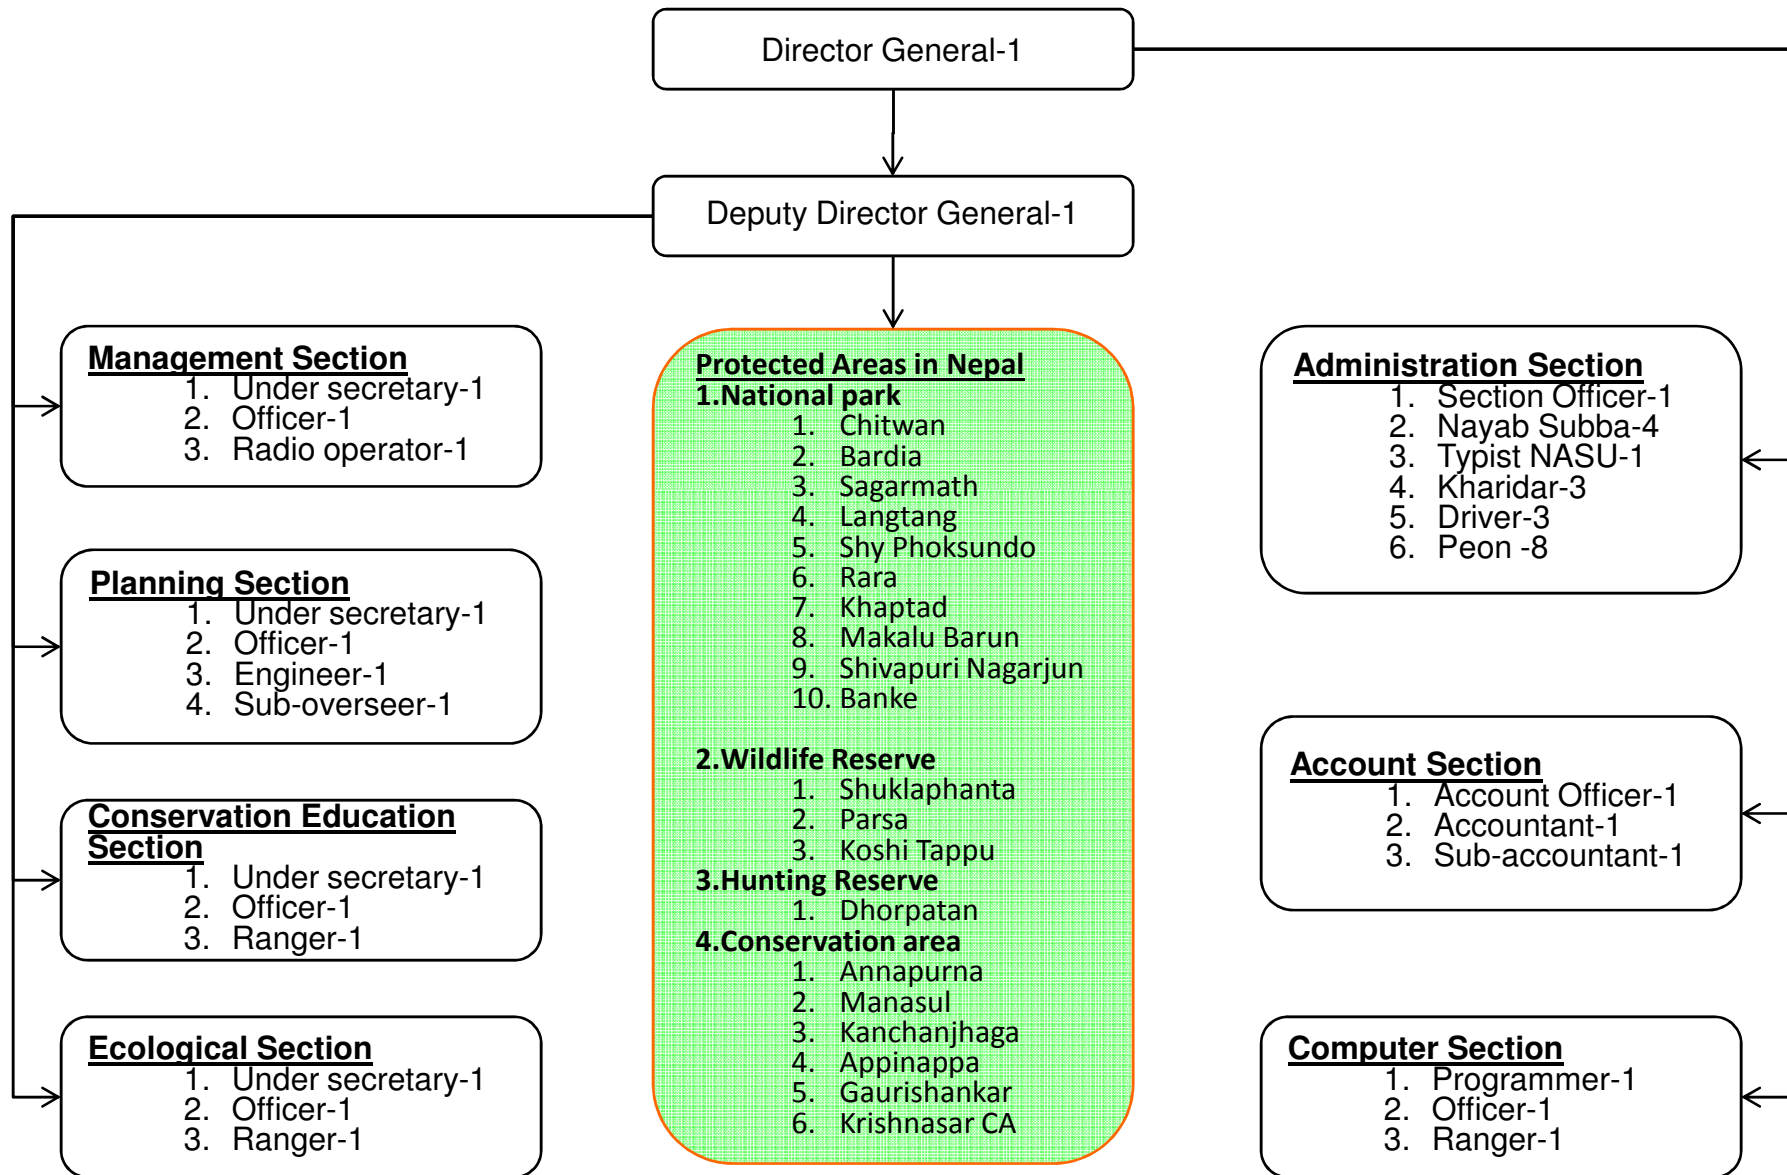 Director General-1
Deputy Director General-1
Management Section
1. Under secretary-1
2. Officer-1
3. Radio operator-1
Planning Section
1. Under secretary-1
2. Officer-1
3. Engineer-1
4. Sub-overseer-1
Conservation Education
Section
1. Under secretary-1
2. Officer-1
3. Ranger-1
Ecological Section
1. Under secretary-1
2. Officer-1
3. Ranger-1
Protected Areas in Nepal
1.National park
1. Chitwan
2. Bardia
3. Sagarmath
4. Langtang
5. Shy Phoksundo
6. Rara
7. Khaptad
8. Makalu Barun
9. Shivapuri Nagarjun
10. Banke
2.Wildlife Reserve
1. Shuklaphanta
2. Parsa
3. Koshi Tappu
3.Hunting Reserve
1. Dhorpatan
4.Conservation area
1. Annapurna
2. Manasul
3. Kanchanjhaga
4. Appinappa
5. Gaurishankar
6. Krishnasar CA
Administration Section
1. Section Officer-1
2. Nayab Subba-4
3. Typist NASU-1
4. Kharidar-3
5. Driver-3
6. Peon -8
Account Section
1. Account Officer-1
2. Accountant-1
3. Sub-accountant-1
Computer Section
1. Programmer-1
2. Officer-1
3. Ranger-1